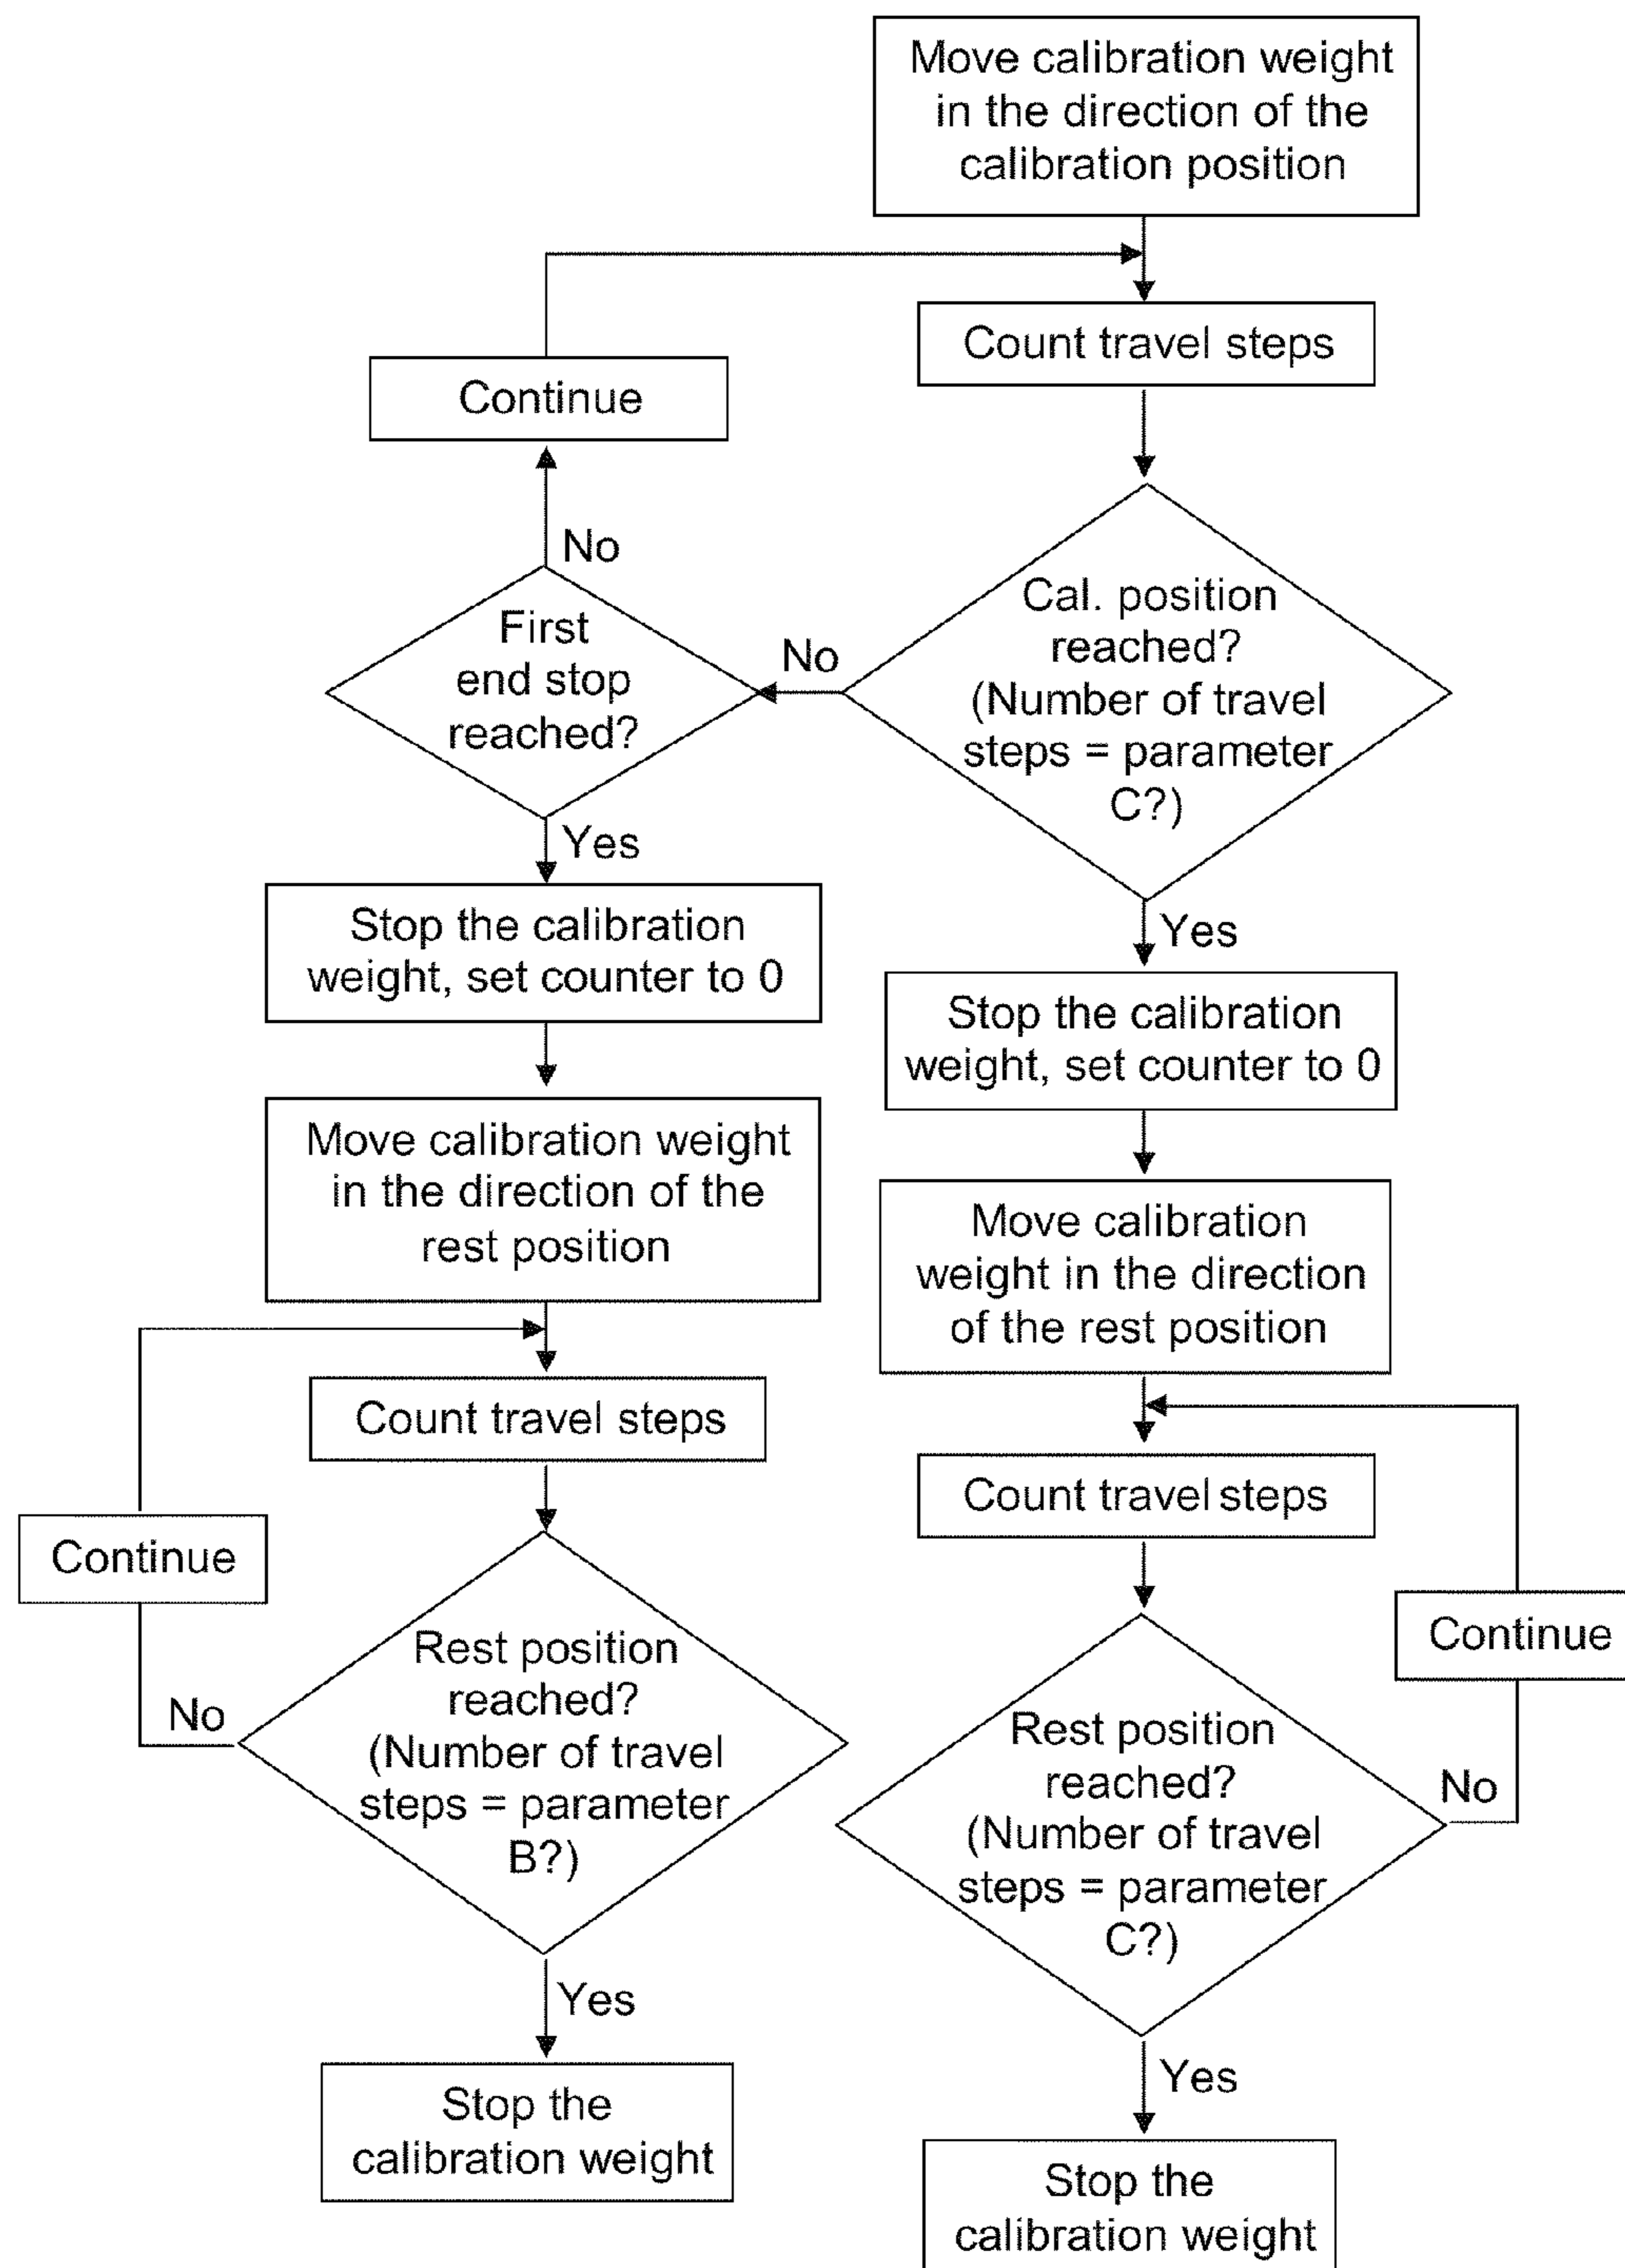 Move calibration weight
in the direction of the
calibration position
Count travel steps
Continue
No
First
end stop
reached?
No
Cal. position
reached?
(Number of travel
steps = parameter
C?)
Yes
Stop the calibration
weight, set counter to 0
Yes
Stop the calibration
weight, set counter to 0
Move calibration weight
in the direction of the
rest position
Move calibration
weight in the direction
of the rest position
Count travel steps
Count travel steps
Continue
Continue
Rest position
reached?
(Number of travel
steps = parameter
B?)
No
Rest position
reached?
(Number of travel
steps = parameter
C?)
No
Yes
Stop the
calibration weight
Yes
Stop the
calibration weight